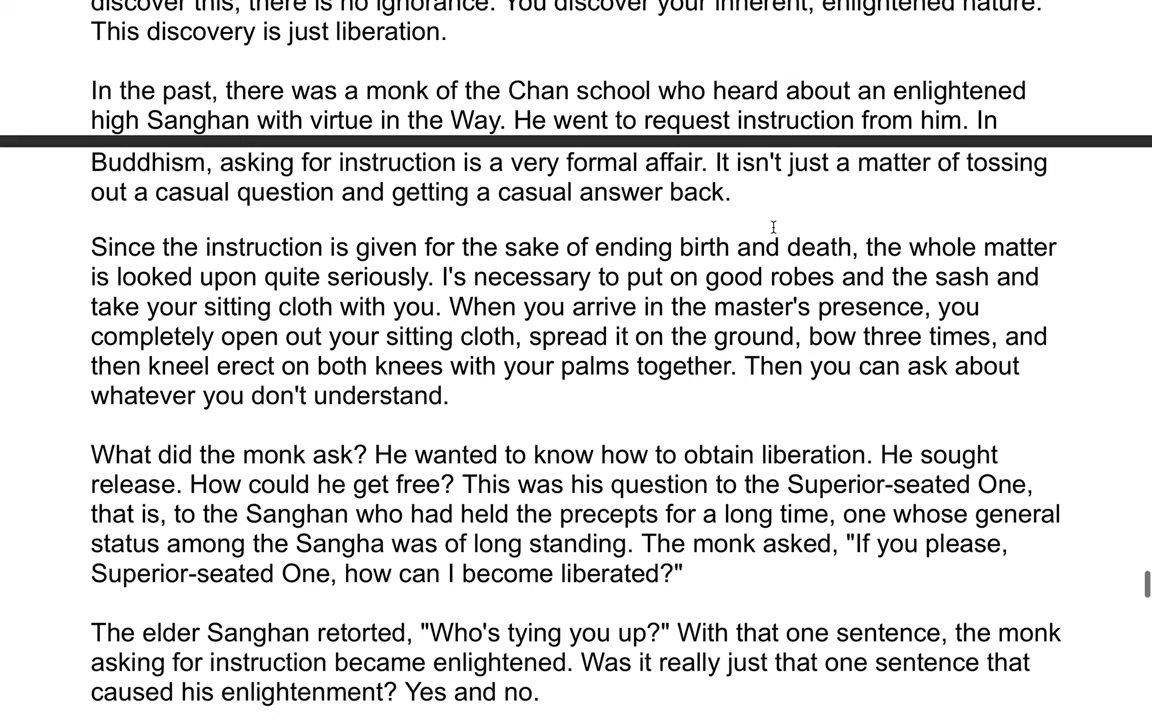 discover this, there is no ignorance. You discover your inherent, enlightened nature.
This discovery is just liberation.
In the past, there was a monk of the Chan school who heard about an enlightened
high Sanghan with virtue in the Way. He went to request instruction from him. In
Buddhism, asking for instruction is a very formal affair. It isn't just a matter of tossing
out a casual question and getting a casual answer back.
Since the instruction is given for the sake of ending birth and death, the whole matter
is looked upon quite seriously. I's necessary to put on good robes and the sash and
take your sitting cloth with you. When you arrive in the master's presence, you
completely open out your sitting cloth, spread it on the ground, bow three times, and
then kneel erect on both knees with your palms together. Then you can ask about
whatever you don't understand.
What did the monk ask? He wanted to know how to obtain liberation. He sought
release. How could he get free? This was his question to the Superior-seated One,
that is, to the Sanghan who had held the precepts for a long time, one whose general
status among the Sangha was of long standing. The monk asked, "If you please,
Superior-seated One, how can I become liberated?"
The elder Sanghan retorted, "Who's tying you up?" With that one sentence, the monk
asking for instruction became enlightened. Was it really just that one sentence that
caused his enlightenment? Yes and no.